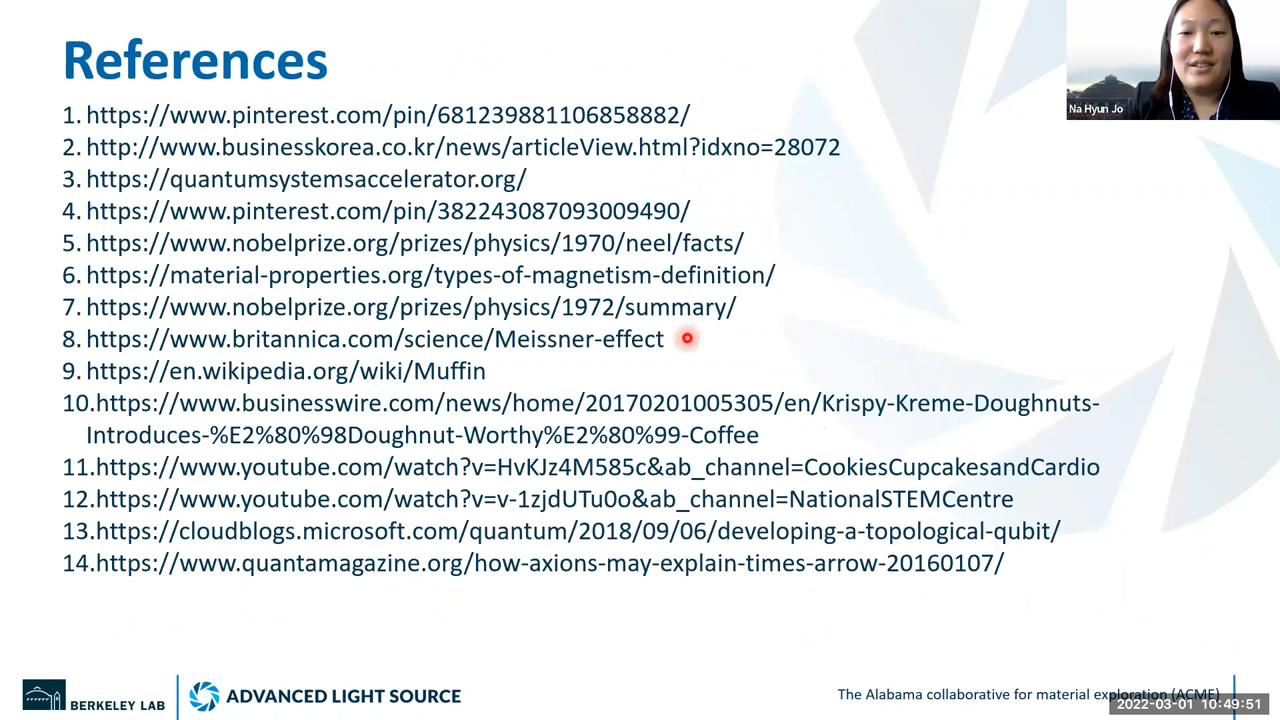 References
Na Hyun Jo
1. https://www.pinterest.com/pin/681239881106858882/
2. http://www.businesskorea.co.kr/news/articleView.html?idxno=28072
3. https://quantumsystemsaccelerator.org/
4. https://www.pinterest.com/pin/382243087093009490/
5. https://www.nobelprize.org/prizes/physics/1970/neel/facts/
6. https://material-properties.org/types-of-magnetism-definition/
7. https://www.nobelprize.org/prizes/physics/1972/summary/
8. https://www.britannica.com/science/Meissner-effect
9. https://en.wikipedia.org/wiki/Muffin
10.https://www.businesswire.com/news/home/20170201005305/en/Krispy-Kreme-Doughnuts-
Introduces-%E2%80%98Doughnut-Worthy%E2%80%99-Coffee
11.https://www.youtube.com/watch?v=HvKJz4M585c&ab_channel=CookiesCupcakesandCardio
12.https://www.youtube.com/watch?v=v-1zjdUTu0o&ab_channel=NationalSTEMCentre
13.https://cloudblogs.microsoft.com/quantum/2018/09/06/developing-a-topological-qubit/
14.https://www.quantamagazine.org/how-axions-may-explain-times-arrow-20160107/
BERKELEY LAB
ADVANCED LIGHT SOURCE
The Alabama collaborative for material exploration (ACME)
2022-03-01 10:49:51